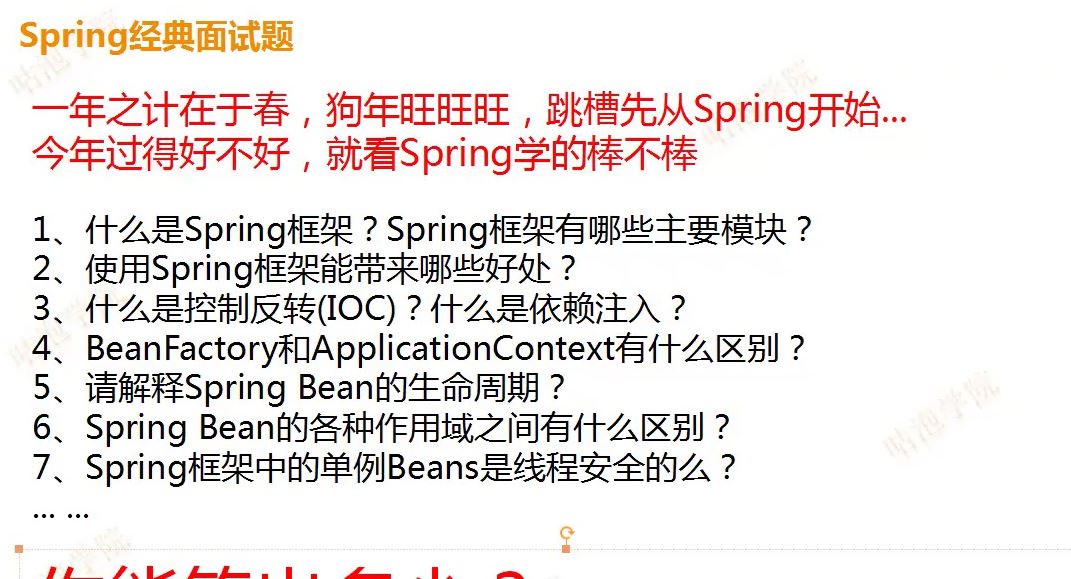 Spring经典面试题
一年之计在于春，狗年旺旺旺，跳槽先从Spring开始...
今年过得好不好，就看Spring学的棒不棒
1、什么是Spring框架？Spring框架有哪些主要模块？
2、使用Spring框架能带来哪些好处？
3、什么是控制反转(IOC)？什么是依赖注入？
4、BeanFactory和ApplicationContext有什么区别？
5、请解释Spring Bean的生命周期？
6、Spring Bean的各种作用域之间有什么区别？
7、Spring框架中的单例Beans是线程安全的么？
... ...
咕泡学院